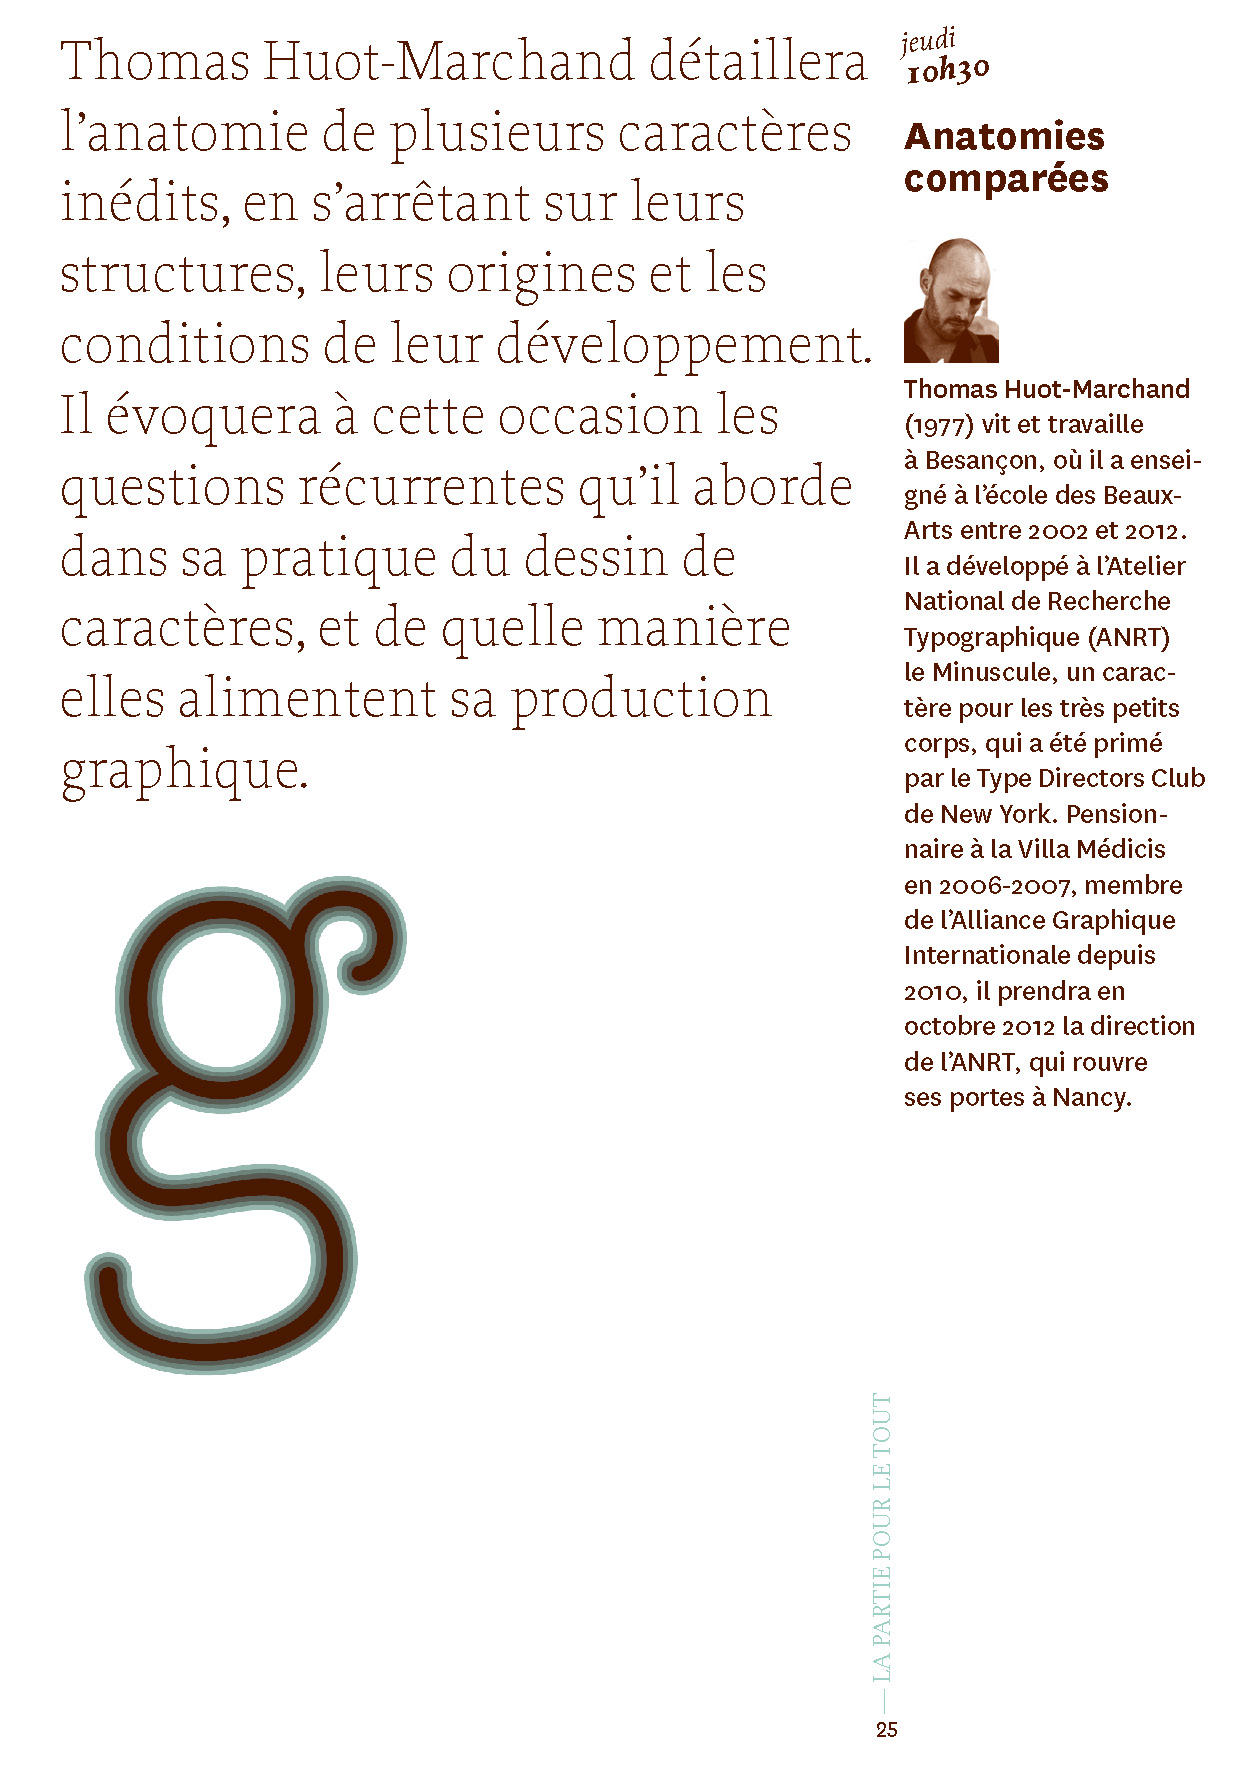 Thomas Huot-Marchand détaillera
l’anatomie de plusieurs caractères
inédits, en s’arrêtant sur leurs
structures, leurs origines et les
conditions de leur développement.
Il évoquera à cette occasion les
questions récurrentes qu’il aborde
dans sa pratique du dessin de
caractères, et de quelle manière
elles alimentent sa production
graphique.
g
jeudi
10h30
Anatomies
comparées
Thomas Huot-Marchand
(1977) vit et travaille
à Besançon, où il a ensei-
gné à l’école des Beaux-
Arts entre 2002 et 2012.
Il a développé à l’Atelier
National de Recherche
Typographique (ANRT)
le Minuscule, un carac-
tère pour les très petits
corps, qui a été primé
par le Type Directors Club
de New York. Pension-
naire à la Villa Médicis
en 2006-2007, membre
de l’Alliance Graphique
Internationale depuis
2010, il prendra en
octobre 2012 la direction
de l’ANRT, qui rouvre
ses portes à Nancy.
— LA PARTIE POUR LE TOUT
25